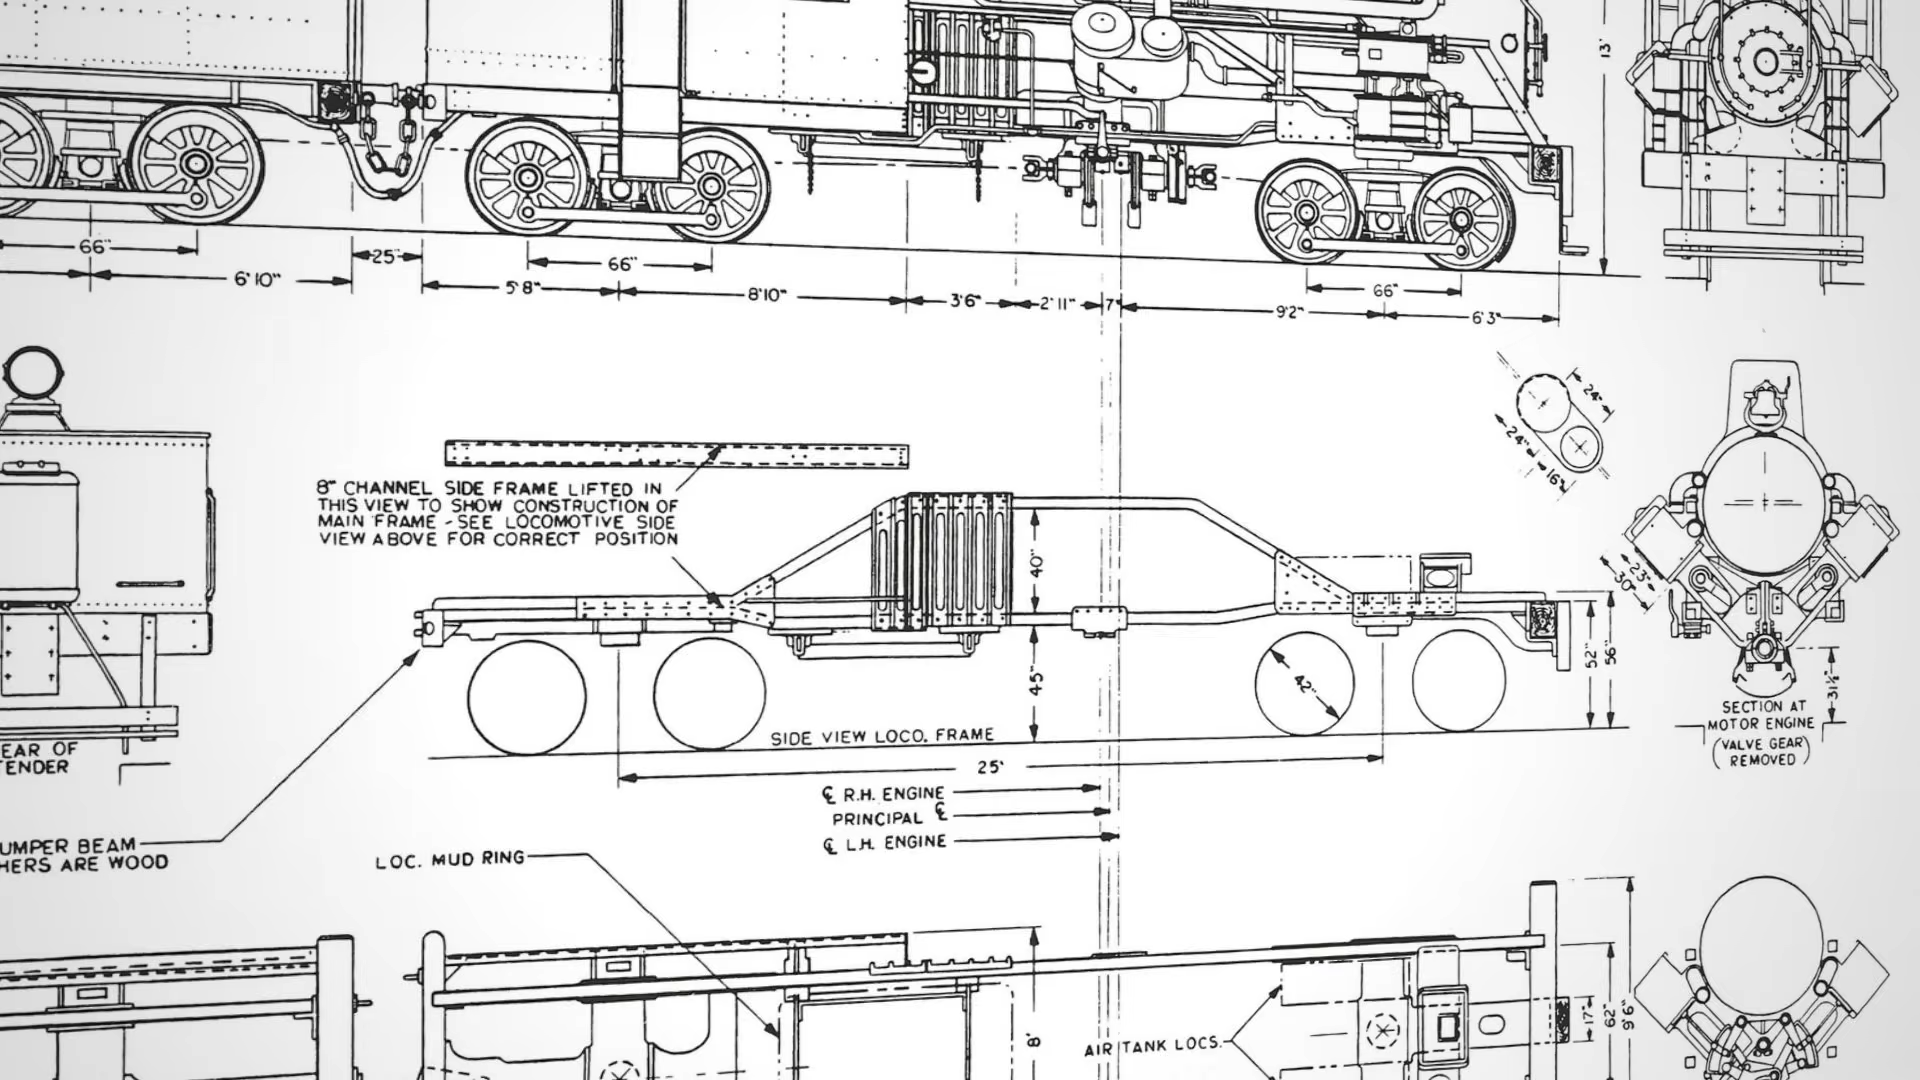 13'
66"
25"
6'10"
66"
5'8"
8'10"
3'6"
2'11"
7"
66"
9'2"
6'3"
24"
24"
16"
8" CHANNEL SIDE FRAME LIFTED IN
THIS VIEW TO SHOW CONSTRUCTION OF
MAIN FRAME - SEE LOCOMOTIVE SIDE
VIEW ABOVE FOR CORRECT POSITION
40"
45"
42"
52"
56"
23"
30"
31½"
SECTION AT
MOTOR ENGINE
(VALVE GEAR
REMOVED)
SIDE VIEW LOCO. FRAME
25'
EAR OF
TENDER
℄ R.H. ENGINE
PRINCIPAL ℄
℄ L.H. ENGINE
UMPER BEAM
HERS ARE WOOD
LOC. MUD RING
8'
AIR TANK LOCS.
17"
62"
9'6"